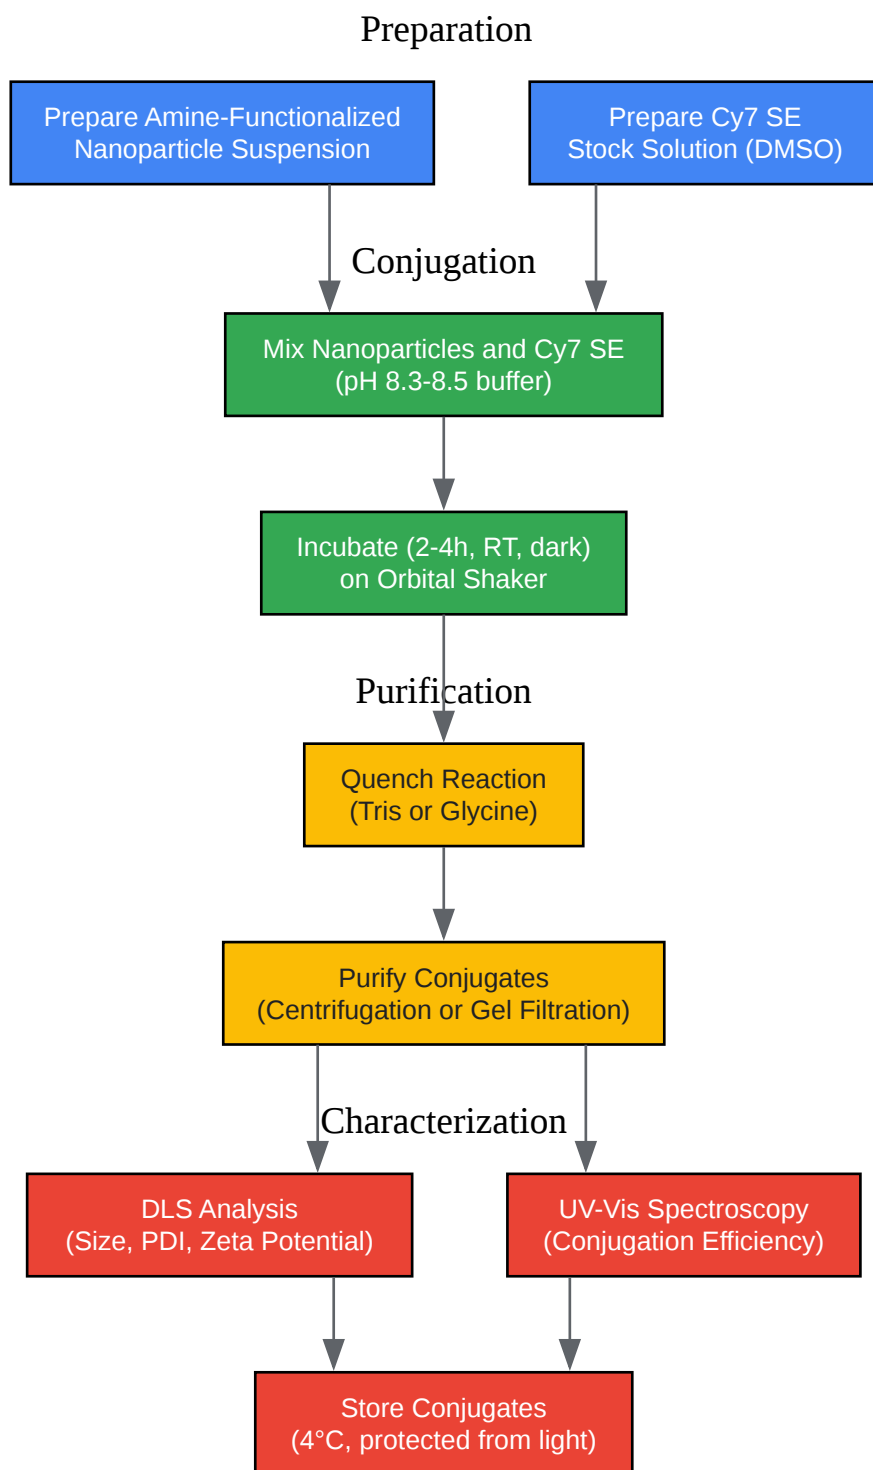 Preparation
Prepare Amine-Functionalized
Nanoparticle Suspension
Prepare Cy7 SE
Stock Solution (DMSO)
Conjugation
Mix Nanoparticles and Cy7 SE
(pH 8.3-8.5 buffer)
Incubate (2-4h, RT, dark)
on Orbital Shaker
Purification
Quench Reaction
(Tris or Glycine)
Purify Conjugates
(Centrifugation or Gel Filtration)
Characterization
DLS Analysis
(Size, PDI, Zeta Potential)
UV-Vis Spectroscopy
(Conjugation Efficiency)
Store Conjugates
(4°C, protected from light)